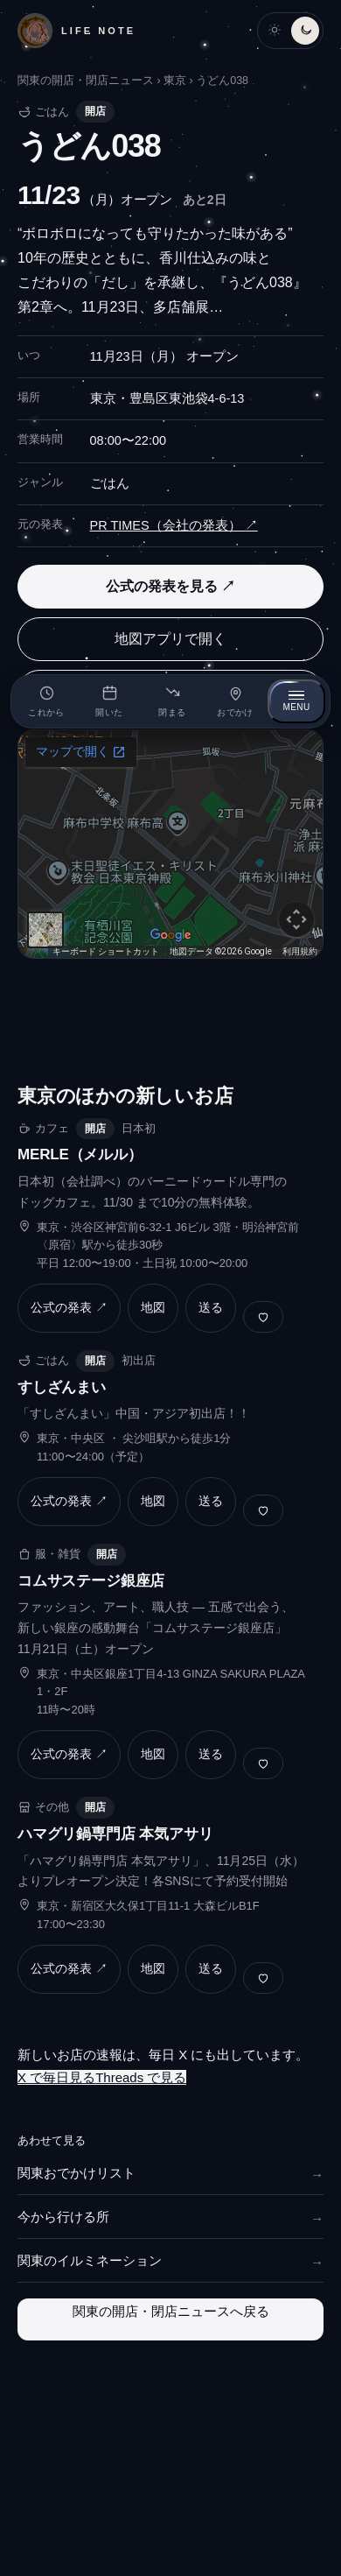 LIFE NOTE
関東の開店・閉店ニュース › 東京 › うどん038
ごはん 開店
うどん038
11/23（月）オープン あと2日
“ボロボロになっても守りたかった味がある”
10年の歴史とともに、香川仕込みの味と
こだわりの「だし」を承継し、『うどん038』
第2章へ。11月23日、多店舗展…
いつ 11月23日（月） オープン
場所 東京・豊島区東池袋4-6-13
営業時間 08:00〜22:00
ジャンル ごはん
元の発表 PR TIMES（会社の発表） ↗
公式の発表を見る ↗
地図アプリで開く
これから 開いた 閉まる おでかけ MENU
マップで開く
狐坂
北条坂
2丁目
元麻
麻布中学校 麻布高
浄土
派 麻
末日聖徒イエス・キリスト
教会 日本東京神殿
麻布氷川神社
有栖川宮
記念公園
仙
Google
キーボード ショートカット 地図データ ©2026 Google 利用規約
東京のほかの新しいお店
カフェ 開店 日本初
MERLE（メルル）
日本初（会社調べ）のバーニードゥードル専門の
ドッグカフェ。11/30 まで10分の無料体験。
東京・渋谷区神宮前6-32-1 J6ビル 3階・明治神宮前
〈原宿〉駅から徒歩30秒
平日 12:00〜19:00・土日祝 10:00〜20:00
公式の発表 ↗ 地図 送る
ごはん 開店 初出店
すしざんまい
「すしざんまい」中国・アジア初出店！！
東京・中央区 ・ 尖沙咀駅から徒歩1分
11:00〜24:00（予定）
公式の発表 ↗ 地図 送る
服・雑貨 開店
コムサステージ銀座店
ファッション、アート、職人技 ― 五感で出会う、
新しい銀座の感動舞台「コムサステージ銀座店」
11月21日（土）オープン
東京・中央区銀座1丁目4-13 GINZA SAKURA PLAZA
1・2F
11時〜20時
公式の発表 ↗ 地図 送る
その他 開店
ハマグリ鍋専門店 本気アサリ
「ハマグリ鍋専門店 本気アサリ」、11月25日（水）
よりプレオープン決定！各SNSにて予約受付開始
東京・新宿区大久保1丁目11-1 大森ビルB1F
17:00〜23:30
公式の発表 ↗ 地図 送る
新しいお店の速報は、毎日 X にも出しています。
X で毎日見るThreads で見る
あわせて見る
関東おでかけリスト →
今から行ける所 →
関東のイルミネーション →
関東の開店・閉店ニュースへ戻る